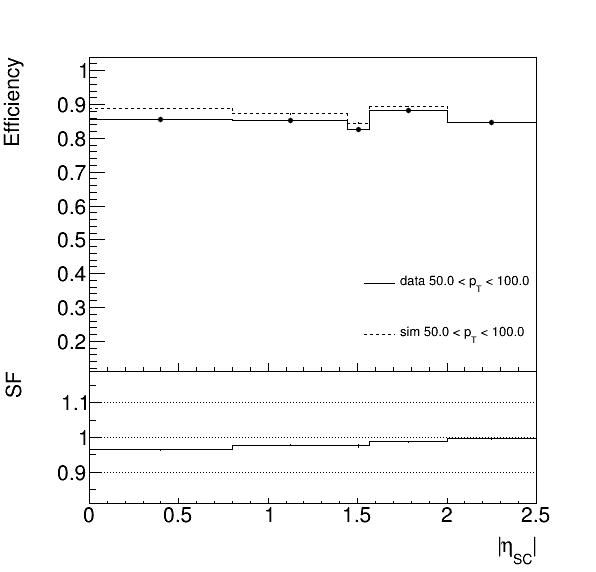 Efficiency
1
0.9
0.8
0.7
0.6
0.5
0.4
0.3
0.2
data 50.0 < p_T < 100.0
sim 50.0 < p_T < 100.0
SF
1.1
1
0.9
0 0.5 1 1.5 2 2.5
|η_SC|